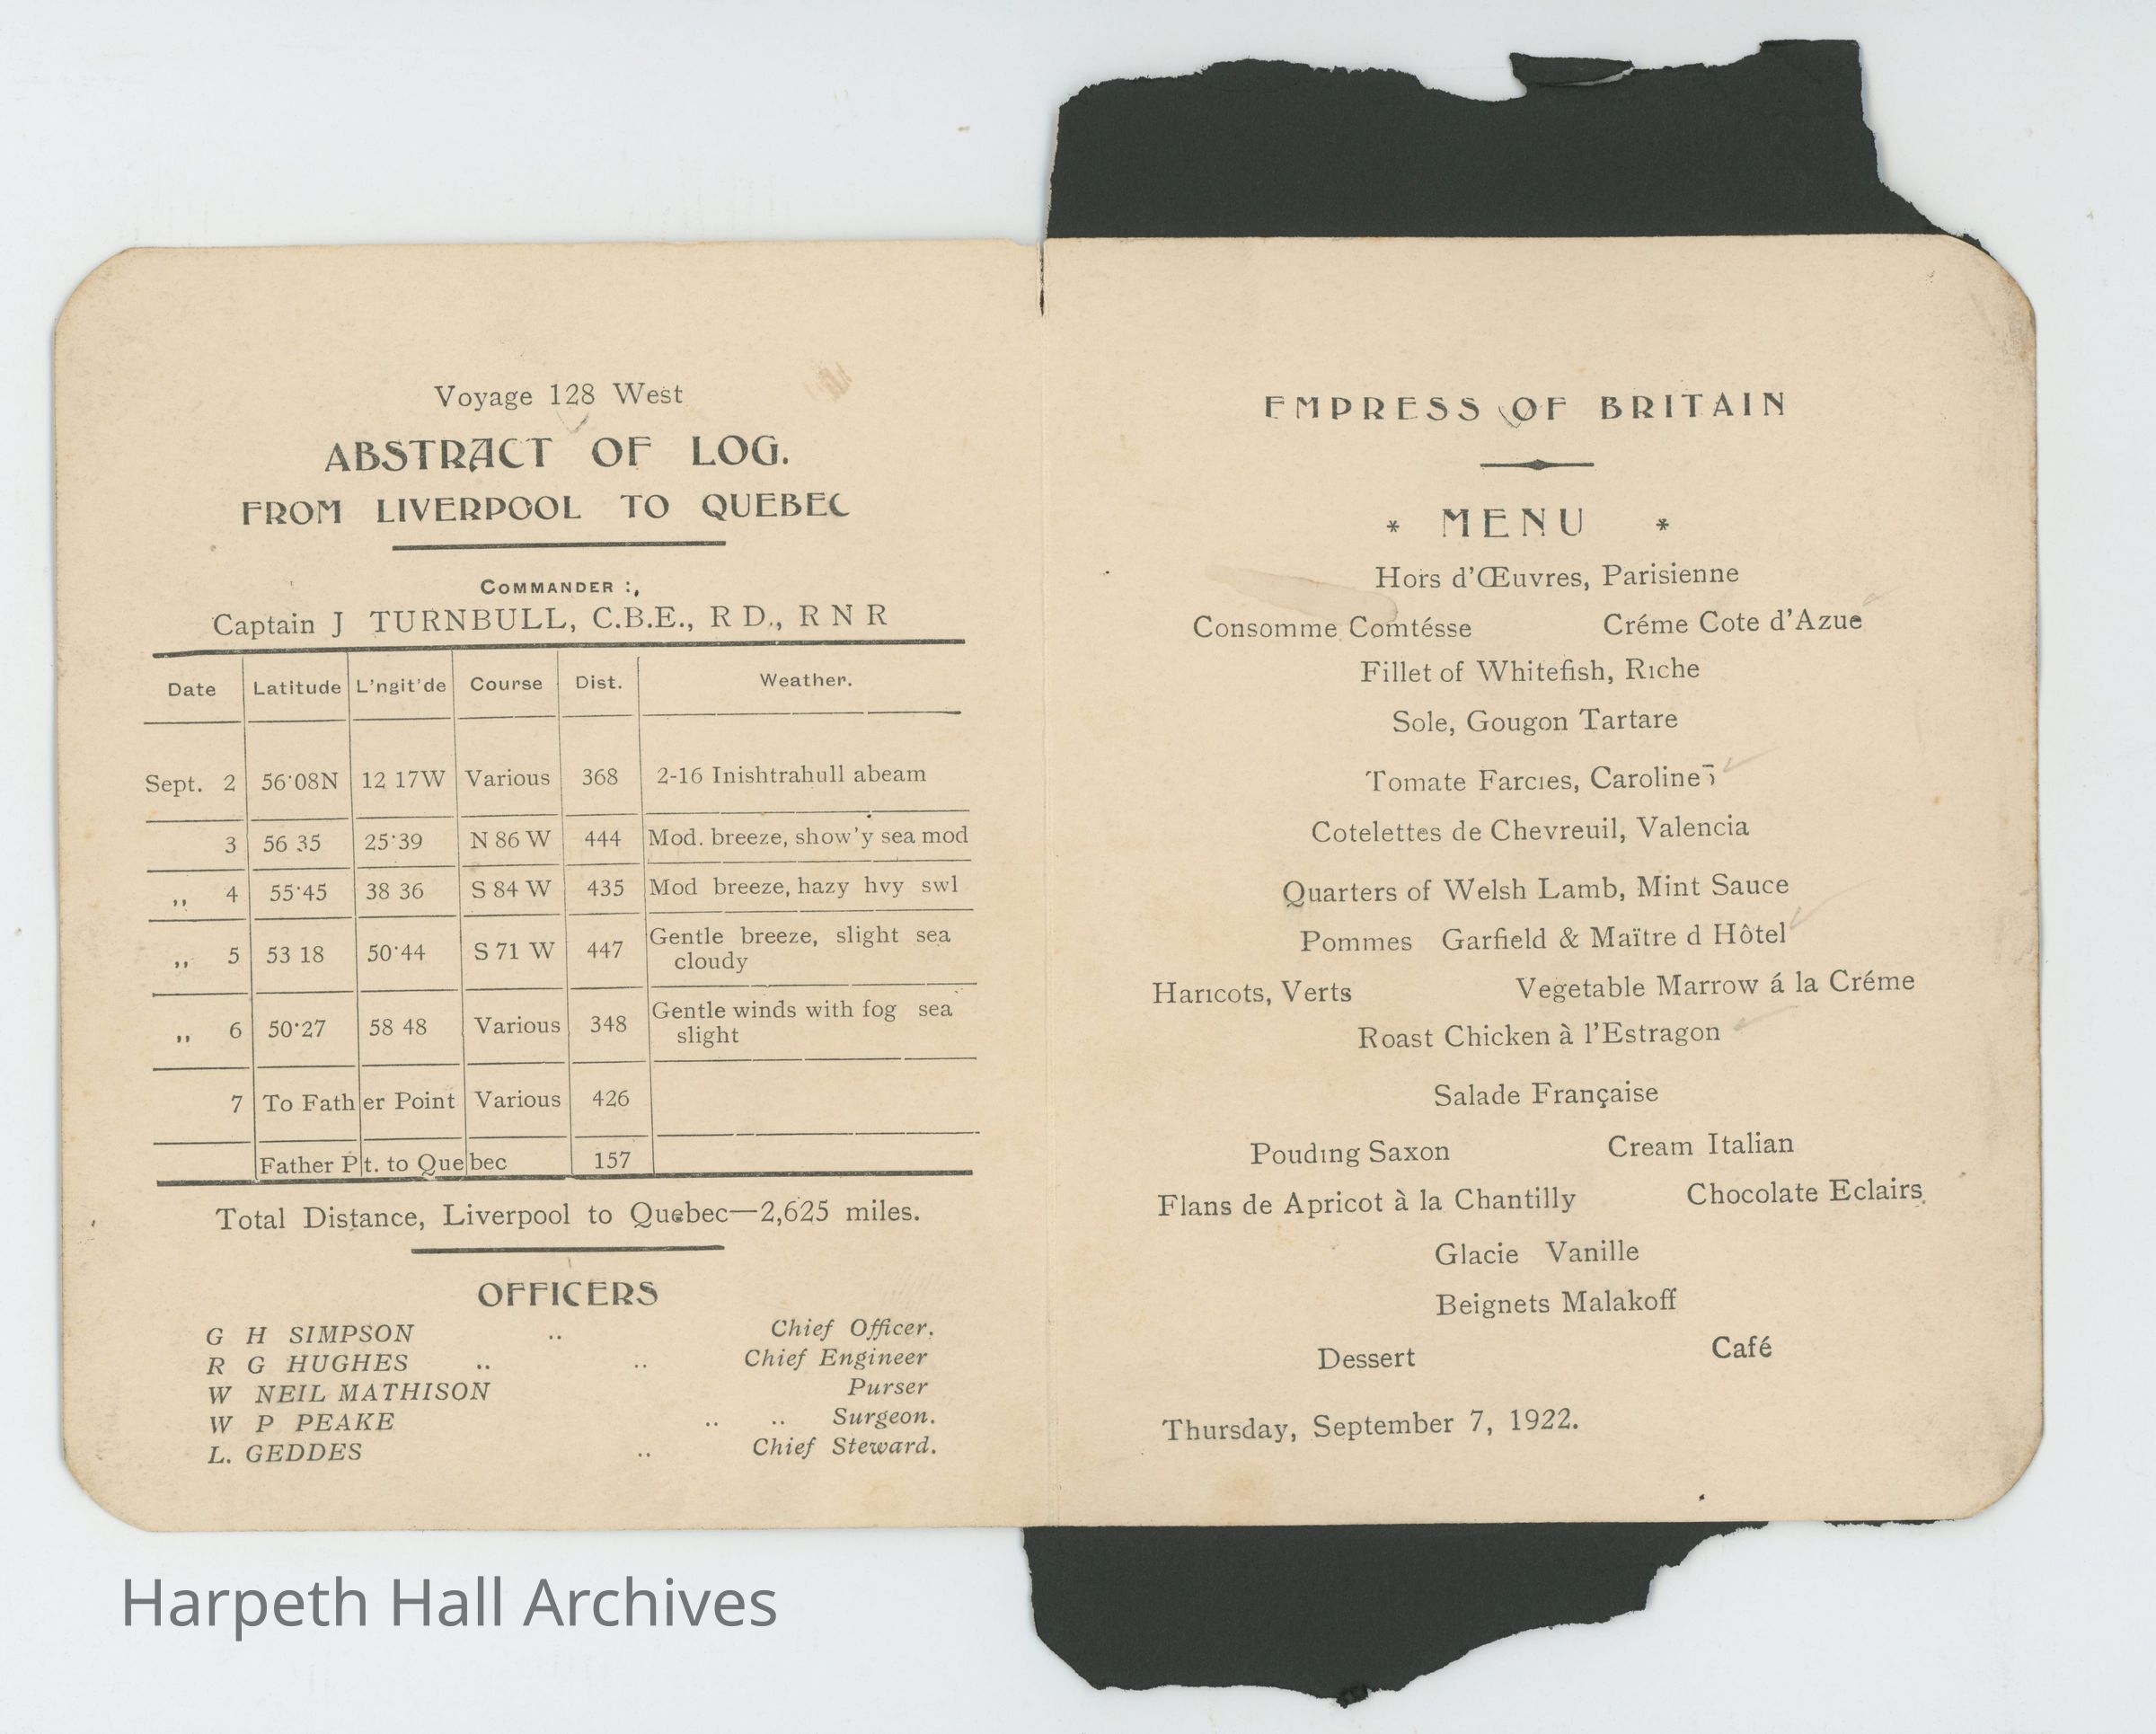 Voyage 128 West
ABSTRACT OF LOG.
FROM LIVERPOOL TO QUEBEC
COMMANDER :,
Captain J TURNBULL, C.B.E., R D., R N R
Date Latitude L'ngit'de Course Dist. Weather.
Sept. 2 56·08N 12 17W Various 368 2-16 Inishtrahull abeam
3 56 35 25·39 N 86 W 444 Mod. breeze, show'y sea mod
,, 4 55·45 38 36 S 84 W 435 Mod breeze, hazy hvy swl
,, 5 53 18 50·44 S 71 W 447 Gentle breeze, slight sea
cloudy
,, 6 50·27 58 48 Various 348 Gentle winds with fog sea
slight
7 To Father Point Various 426
Father Pt. to Quebec 157
Total Distance, Liverpool to Quebec—2,625 miles.
OFFICERS
G H SIMPSON .. Chief Officer.
R G HUGHES .. .. Chief Engineer
W NEIL MATHISON Purser
W P PEAKE .. .. Surgeon.
L. GEDDES .. Chief Steward.
EMPRESS OF BRITAIN
* MENU *
Hors d'Œuvres, Parisienne
Consomme Comtésse Créme Cote d'Azue
Fillet of Whitefish, Riche
Sole, Gougon Tartare
Tomate Farcies, Caroline
Cotelettes de Chevreuil, Valencia
Quarters of Welsh Lamb, Mint Sauce
Pommes Garfield & Maïtre d Hôtel
Haricots, Verts Vegetable Marrow á la Créme
Roast Chicken à l'Estragon
Salade Française
Pouding Saxon Cream Italian
Flans de Apricot à la Chantilly Chocolate Eclairs.
Glacie Vanille
Beignets Malakoff
Dessert Café
Thursday, September 7, 1922.
Harpeth Hall Archives